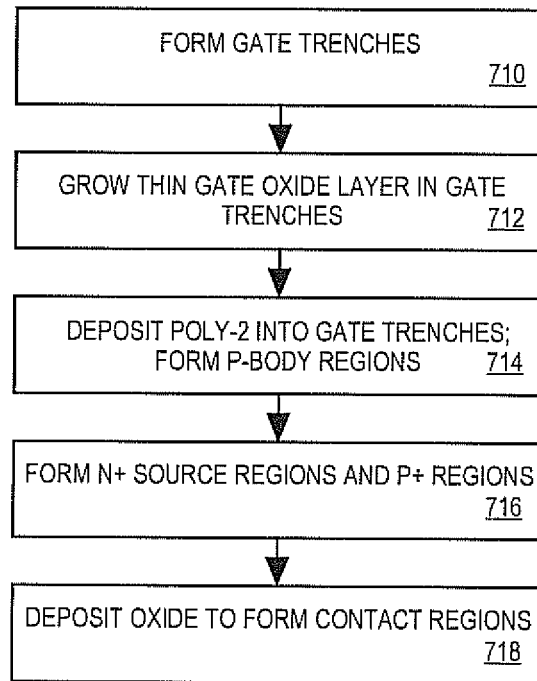 FORM GATE TRENCHES
710
GROW THIN GATE OXIDE LAYER IN GATE
TRENCHES
712
DEPOSIT POLY-2 INTO GATE TRENCHES;
FORM P-BODY REGIONS
714
FORM N+ SOURCE REGIONS AND P+ REGIONS
716
DEPOSIT OXIDE TO FORM CONTACT REGIONS
718